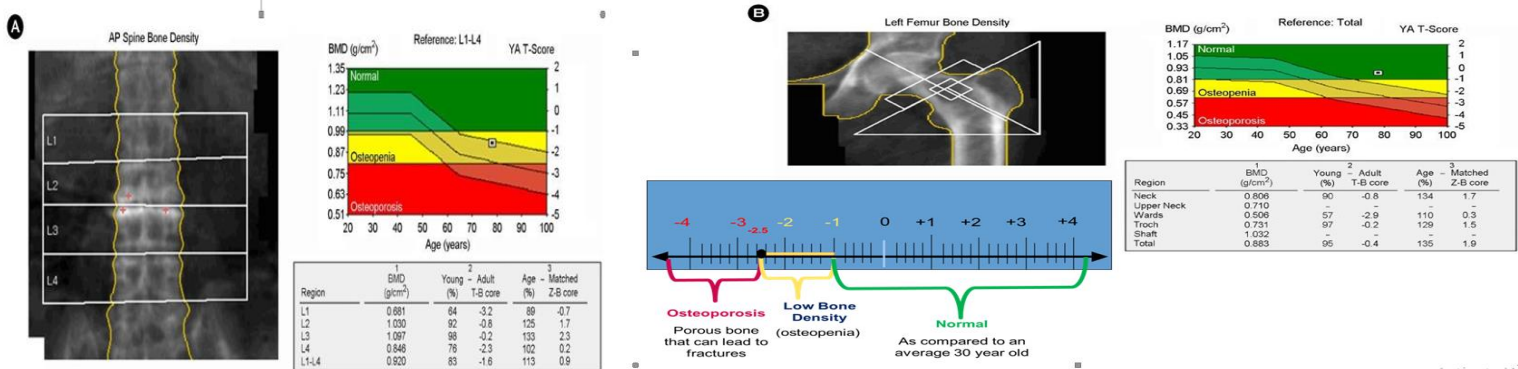 A
AP Spine Bone Density
L1
L2
L3
L4
BMD (g/cm²)
Reference: L1-L4
YA T-Score
1.35
1.23
1.11
0.99
0.87
0.75
0.63
0.51
Normal
Osteopenia
Osteoporosis
2
1
0
-1
-2
-3
-4
-5
20 30 40 50 60 70 80 90 100
Age (years)
1 2 3
BMD Young – Adult Age – Matched
Region (g/cm²) (%) T-B core (%) Z-B core
L1 0.681 64 -3.2 89 -0.7
L2 1.030 92 -0.8 125 1.7
L3 1.097 98 -0.2 133 2.3
L4 0.846 76 -2.3 102 0.2
L1-L4 0.920 83 -1.6 113 0.9
B
Left Femur Bone Density
-4 -3 -2.5 -2 -1 0 +1 +2 +3 +4
Osteoporosis
Porous bone
that can lead to
fractures
Low Bone
Density
(osteopenia)
Normal
As compared to an
average 30 year old
BMD (g/cm²)
Reference: Total
YA T-Score
1.17
1.05
0.93
0.81
0.69
0.57
0.45
0.33
Normal
Osteopenia
Osteoporosis
2
1
0
-1
-2
-3
-4
-5
20 30 40 50 60 70 80 90 100
Age (years)
1 2 3
BMD Young – Adult Age – Matched
Region (g/cm²) (%) T-B core (%) Z-B core
Neck 0.806 90 -0.8 134 1.7
Upper Neck 0.710 – – – –
Wards 0.506 57 -2.9 110 0.3
Troch 0.731 97 -0.2 129 1.5
Shaft 1.032 – – – –
Total 0.883 95 -0.4 135 1.9